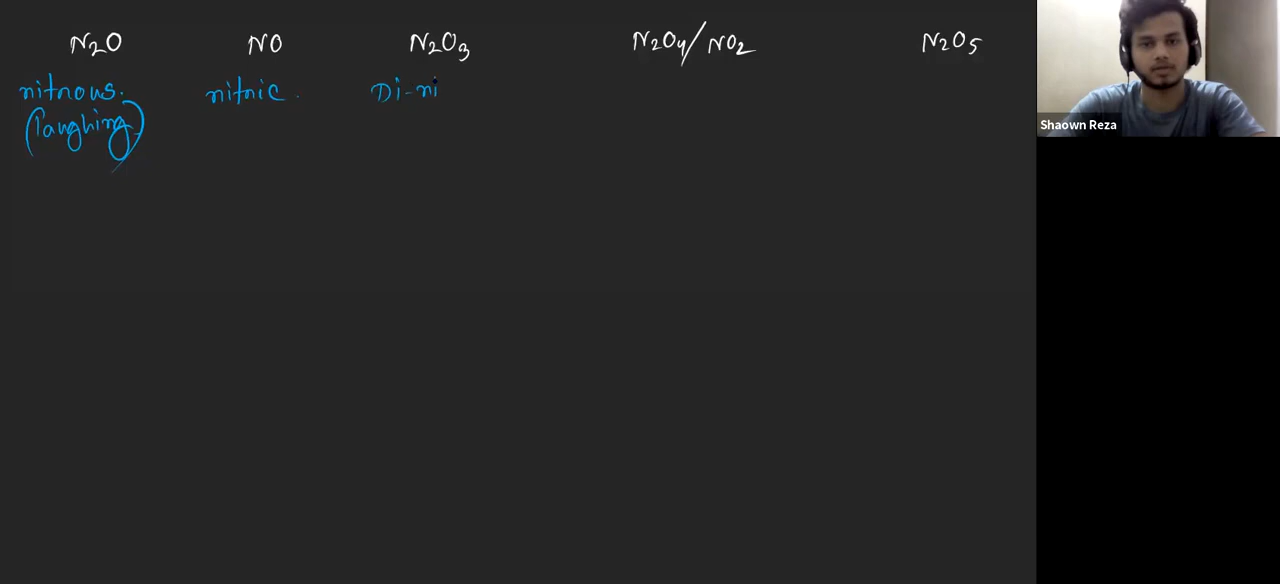 N₂O NO N₂O₃ N₂O₄/NO₂ N₂O₅
nitrous. nitric. Di-ni
(laughing)
Shaown Reza